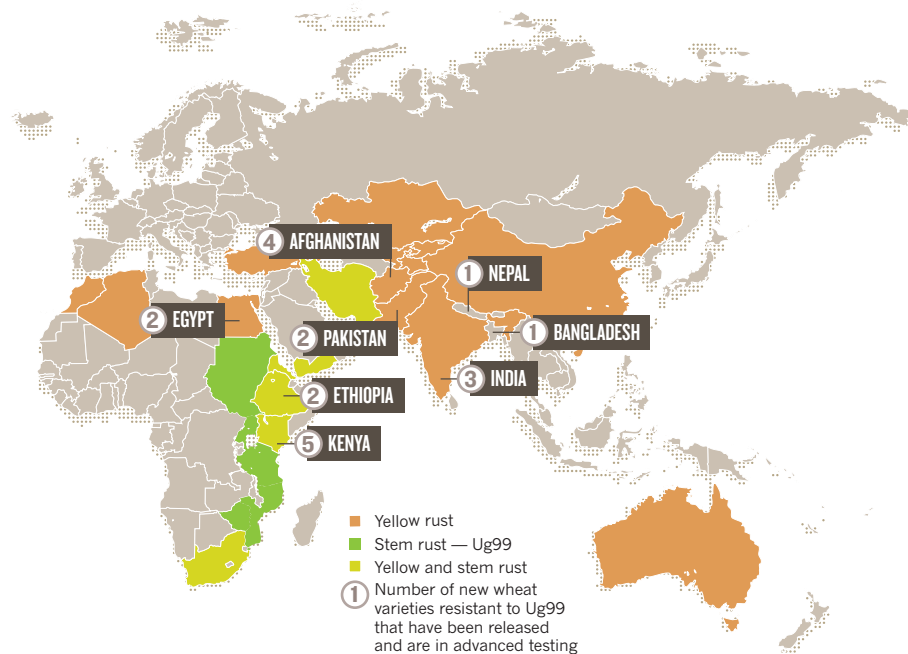 4 AFGHANISTAN
1 NEPAL
2 EGYPT
2 PAKISTAN
1 BANGLADESH
3 INDIA
2 ETHIOPIA
5 KENYA
Yellow rust
Stem rust — Ug99
Yellow and stem rust
1 Number of new wheat
varieties resistant to Ug99
that have been released
and are in advanced testing